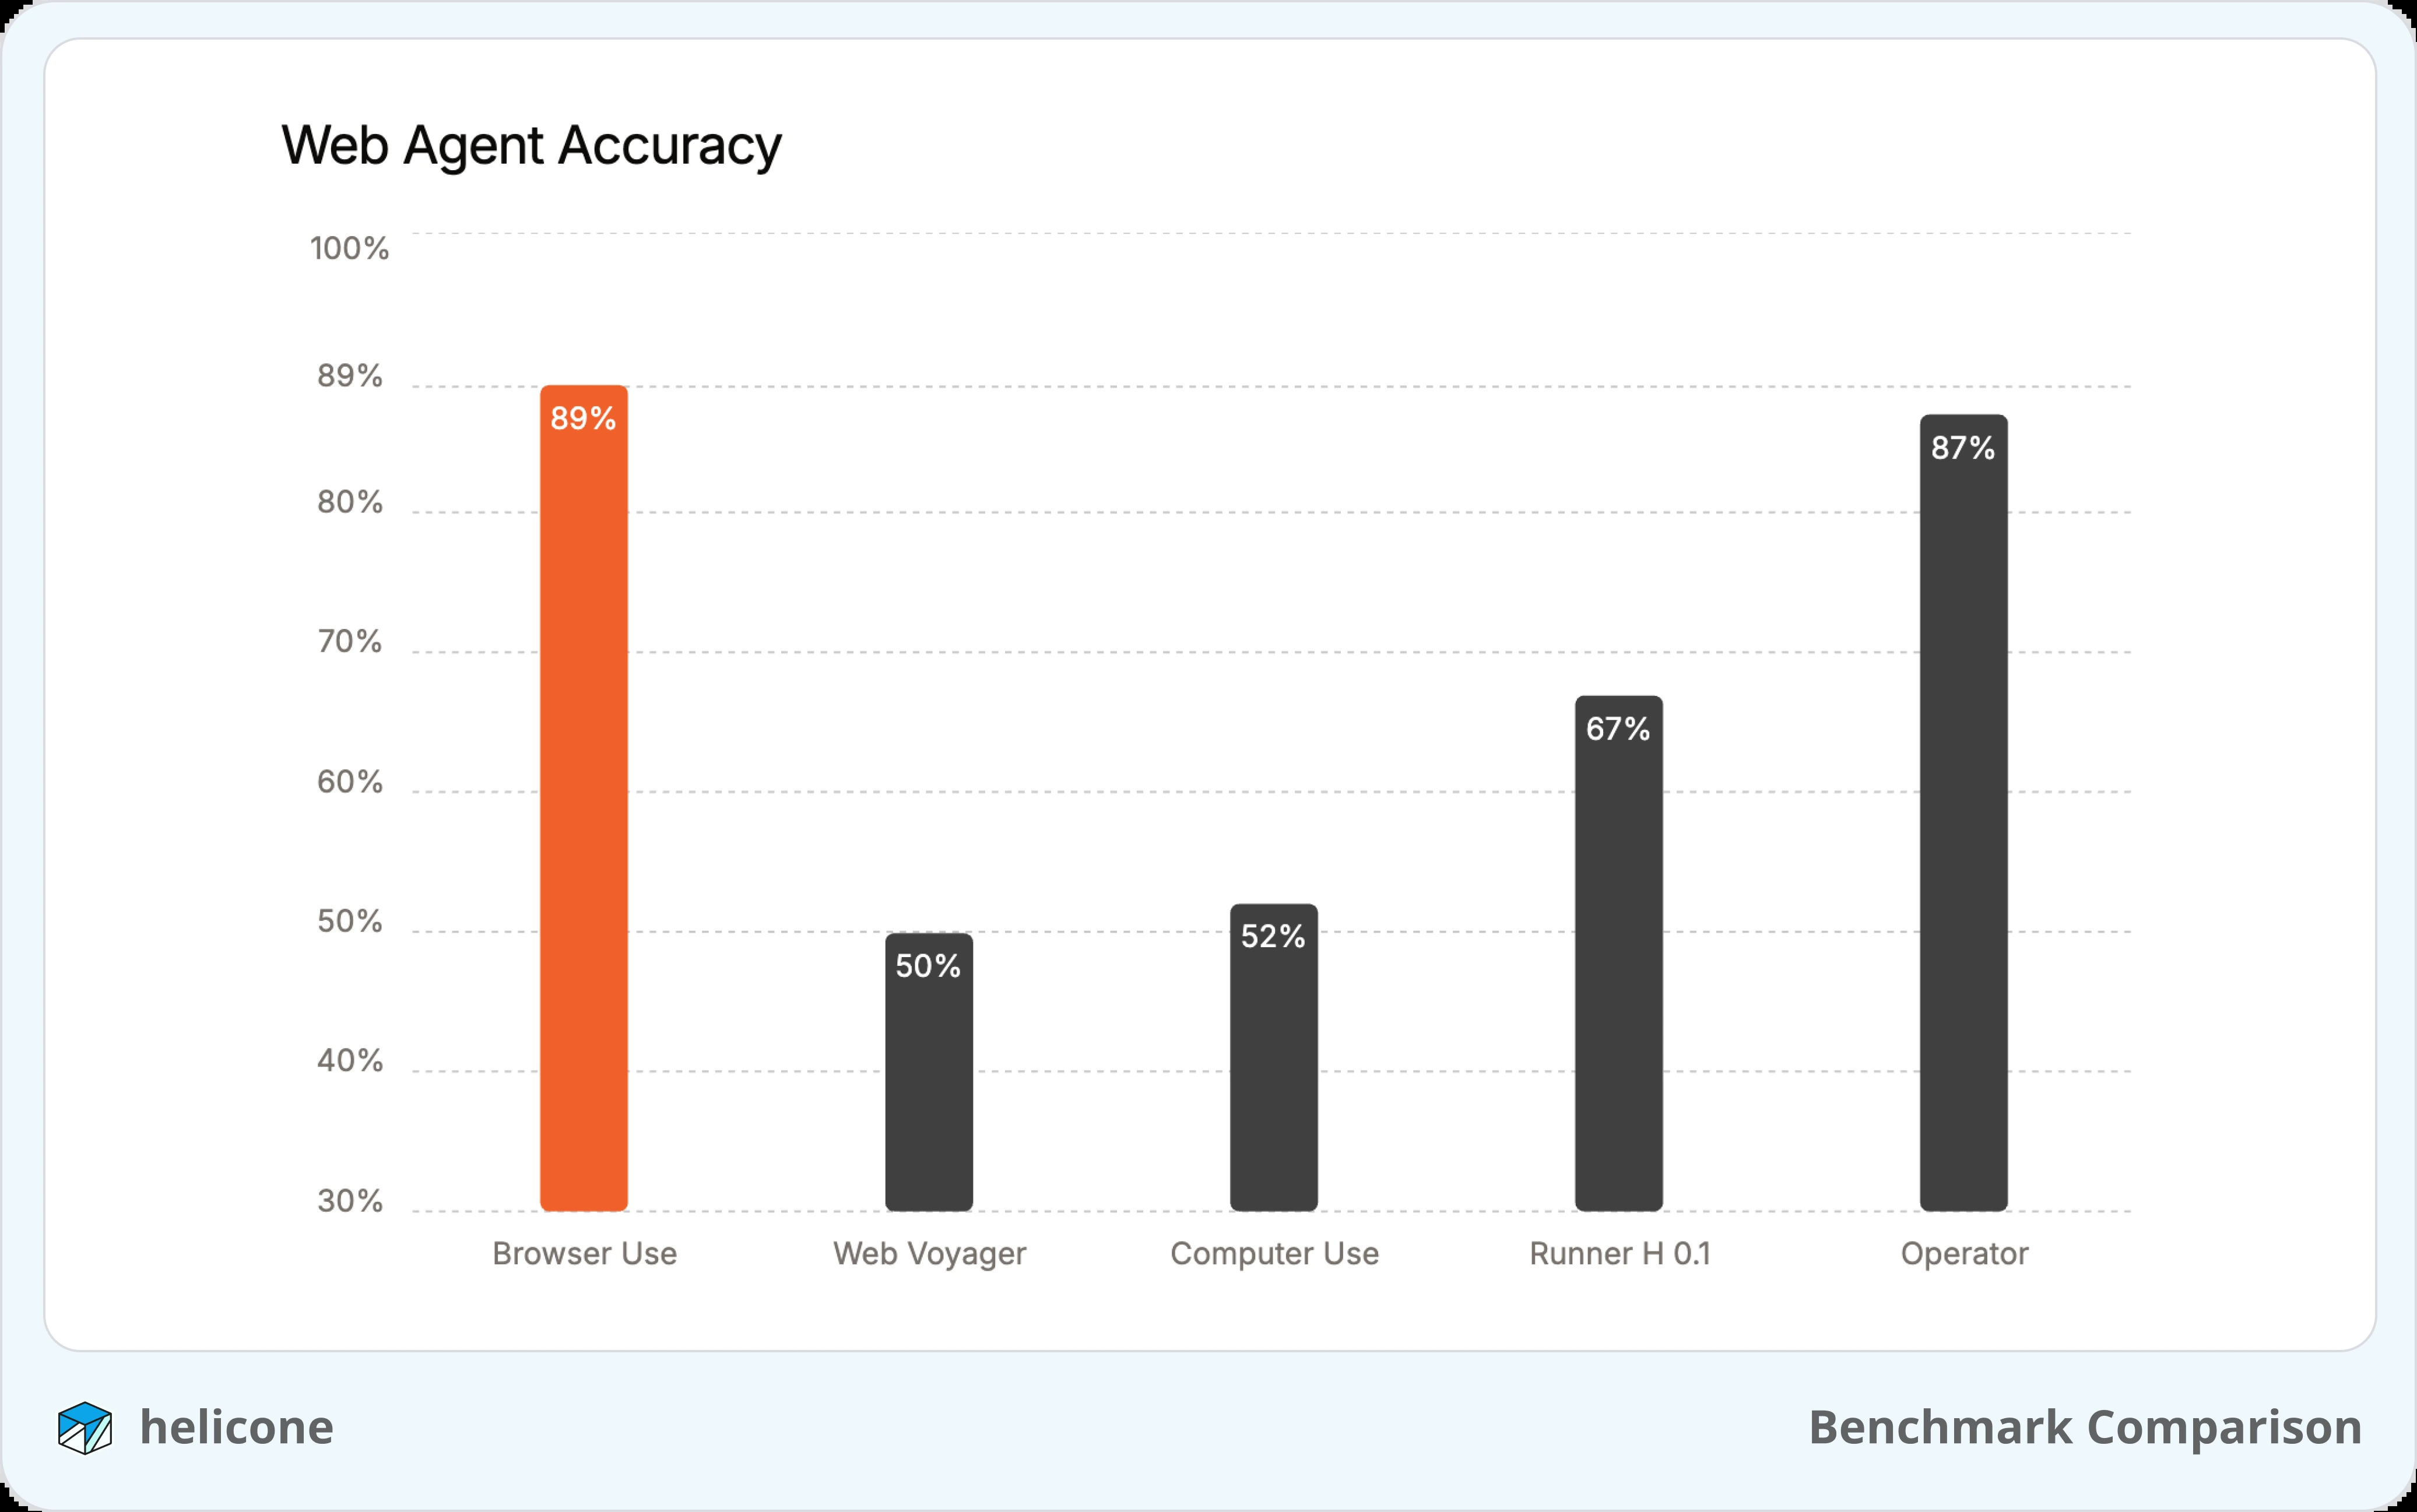 Web Agent Accuracy
100%
89%
80%
70%
60%
50%
40%
30%
89%
50%
52%
67%
87%
Browser Use
Web Voyager
Computer Use
Runner H 0.1
Operator
helicone
Benchmark Comparison